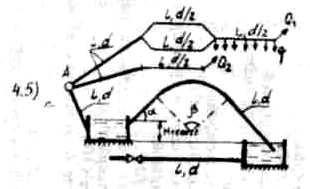 L, d/2
L, d/2
L, d/2
Q₁
q
L, d
L, d/2
Q₂
A
4.5)
L, d
α
β
H
L, d
L, d